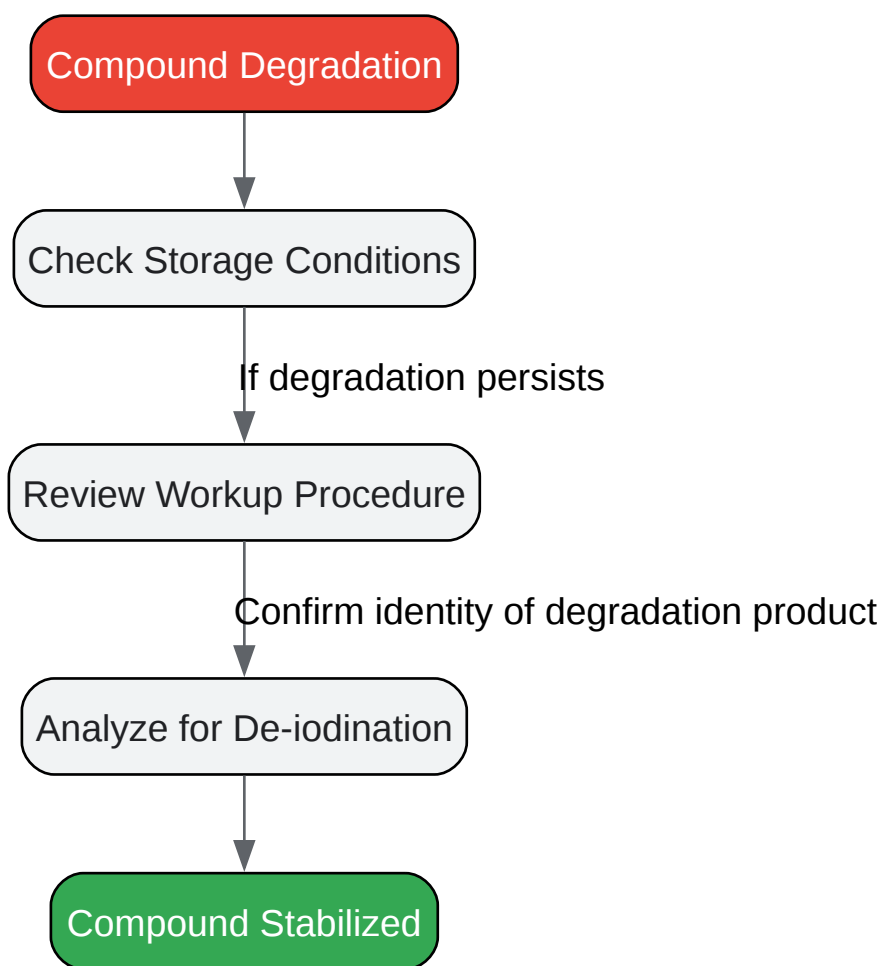 Compound Degradation
Check Storage Conditions
If degradation persists
Review Workup Procedure
Confirm identity of degradation product
Analyze for De-iodination
Compound Stabilized